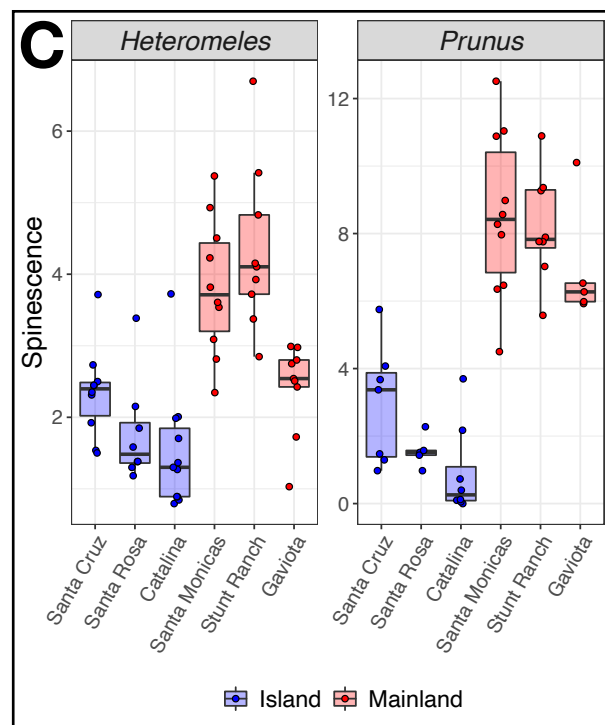 C
Heteromeles Prunus
Spinescence
6
4
2
12
8
4
0
Santa Cruz
Santa Rosa
Catalina
Santa Monicas
Stunt Ranch
Gaviota
Santa Cruz
Santa Rosa
Catalina
Santa Monicas
Stunt Ranch
Gaviota
Island Mainland